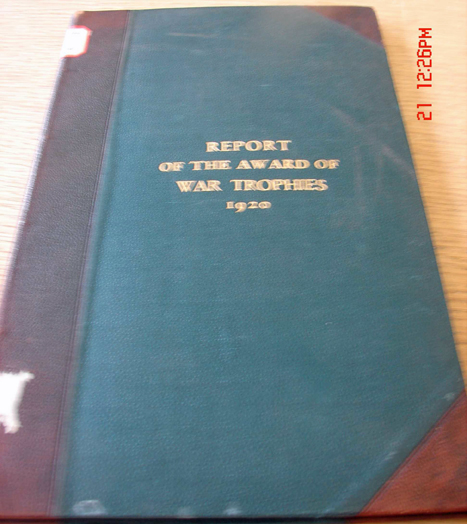 REPORT
OF THE AWARD OF
WAR TROPHIES
1920
21 12:26PM